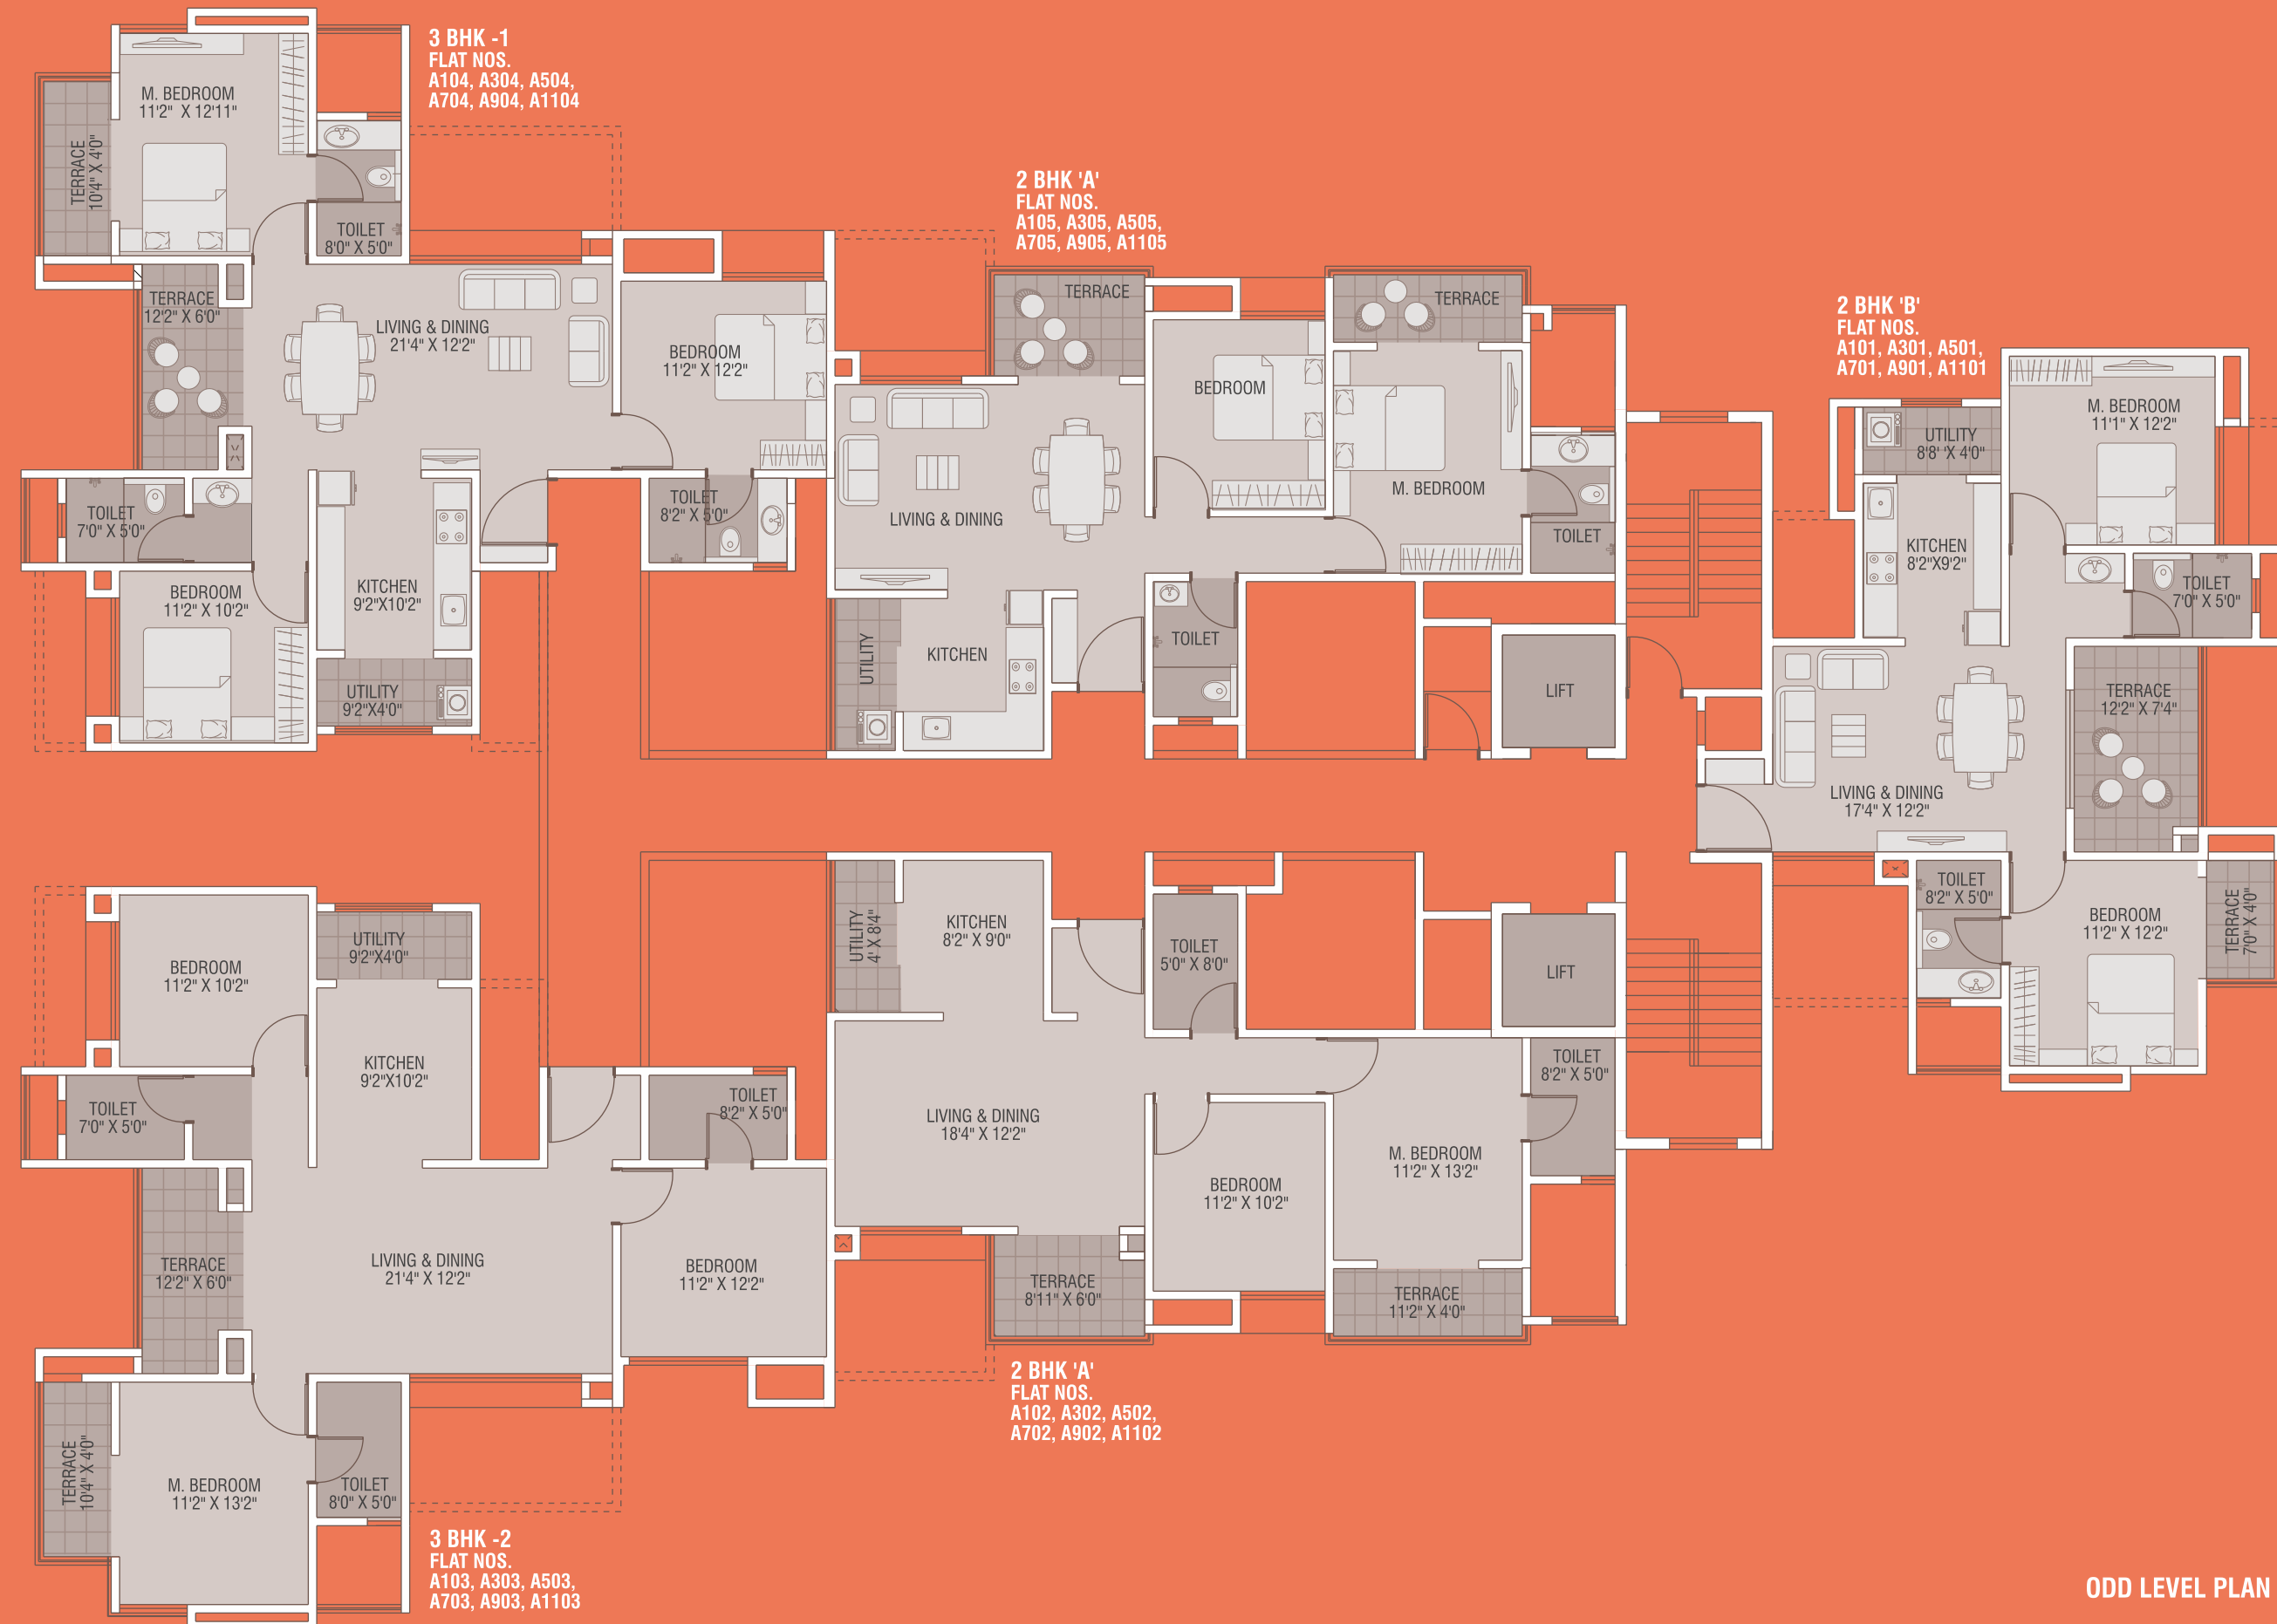 3 BHK -1
FLAT NOS.
A104, A304, A504,
A704, A904, A1104
M. BEDROOM
11'2" X 12'11"
TERRACE
10'4" X 4'0"
TOILET
8'0" X 5'0"
TERRACE
12'2" X 6'0"
LIVING & DINING
21'4" X 12'2"
BEDROOM
11'2" X 12'2"
TOILET
7'0" X 5'0"
TOILET
8'2" X 5'0"
BEDROOM
11'2" X 10'2"
KITCHEN
9'2"X10'2"
UTILITY
9'2"X4'0"
2 BHK 'A'
FLAT NOS.
A105, A305, A505,
A705, A905, A1105
TERRACE
TERRACE
BEDROOM
M. BEDROOM
LIVING & DINING
TOILET
TOILET
UTILITY
KITCHEN
LIFT
2 BHK 'B'
FLAT NOS.
A101, A301, A501,
A701, A901, A1101
M. BEDROOM
11'1" X 12'2"
UTILITY
8'8" 'X 4'0"
KITCHEN
8'2"X9'2"
TOILET
7'0" X 5'0"
TERRACE
12'2" X 7'4"
LIVING & DINING
17'4" X 12'2"
TOILET
8'2" X 5'0"
BEDROOM
11'2" X 12'2"
TERRACE
7'0" X 4'0"
BEDROOM
11'2" X 10'2"
UTILITY
9'2"X4'0"
KITCHEN
9'2"X10'2"
TOILET
7'0" X 5'0"
TOILET
8'2" X 5'0"
TERRACE
12'2" X 6'0"
LIVING & DINING
21'4" X 12'2"
BEDROOM
11'2" X 12'2"
TERRACE
10'4" X 4'0"
M. BEDROOM
11'2" X 13'2"
TOILET
8'0" X 5'0"
3 BHK -2
FLAT NOS.
A103, A303, A503,
A703, A903, A1103
UTILITY
4' X 8'4"
KITCHEN
8'2" X 9'0"
TOILET
5'0" X 8'0"
LIFT
TOILET
8'2" X 5'0"
LIVING & DINING
18'4" X 12'2"
M. BEDROOM
11'2" X 13'2"
BEDROOM
11'2" X 10'2"
TERRACE
8'11" X 6'0"
TERRACE
11'2" X 4'0"
2 BHK 'A'
FLAT NOS.
A102, A302, A502,
A702, A902, A1102
ODD LEVEL PLAN